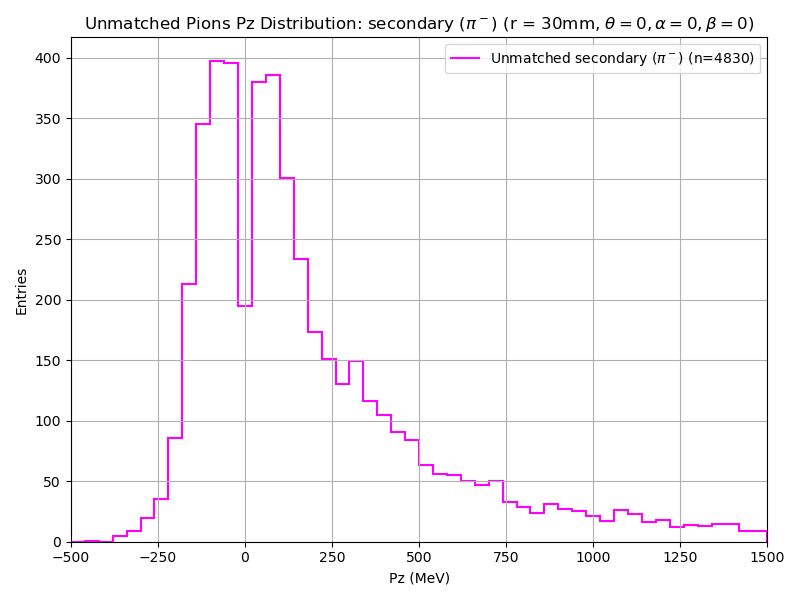 Unmatched Pions Pz Distribution: secondary (π⁻) (r = 30mm, θ = 0, α = 0, β = 0)
Unmatched secondary (π⁻) (n=4830)
400
350
300
250
200
150
100
50
0
Entries
−500 −250 0 250 500 750 1000 1250 1500
Pz (MeV)